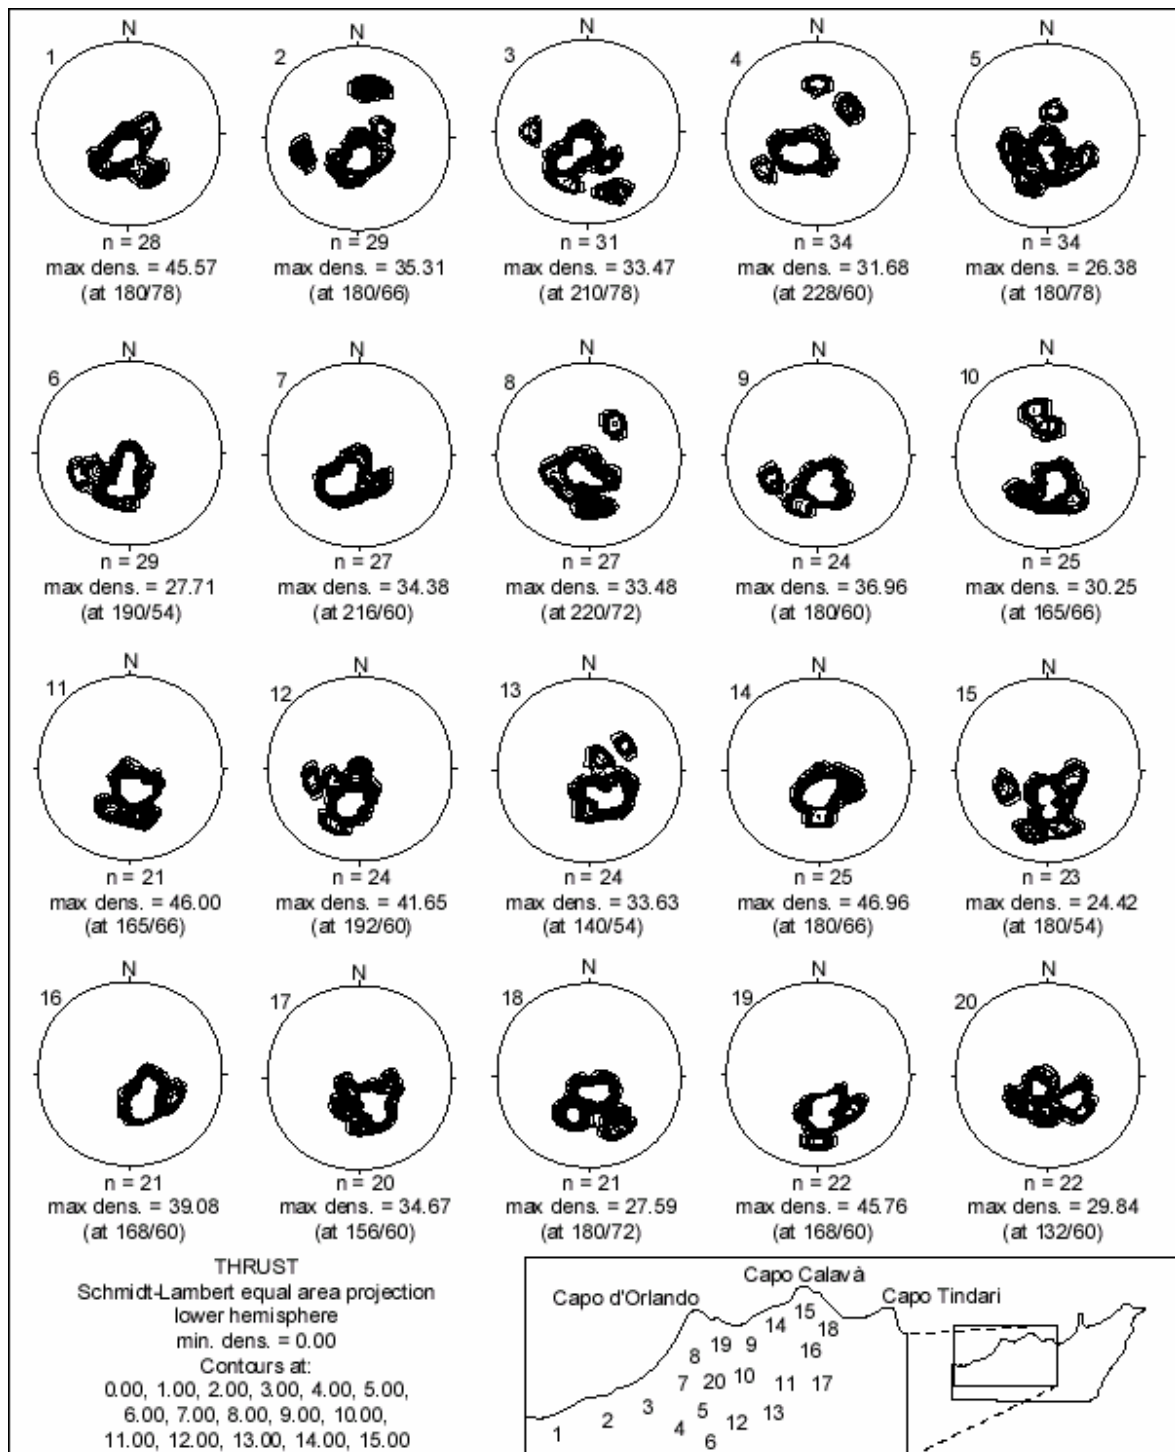 N N N N N
1 2 3 4 5
n = 28 n = 29 n = 31 n = 34 n = 34
max dens. = 45.57 max dens. = 35.31 max dens. = 33.47 max dens. = 31.68 max dens. = 26.38
(at 180/78) (at 180/66) (at 210/78) (at 228/60) (at 180/78)
N N N N N
6 7 8 9 10
n = 29 n = 27 n = 27 n = 24 n = 25
max dens. = 27.71 max dens. = 34.38 max dens. = 33.48 max dens. = 36.96 max dens. = 30.25
(at 190/54) (at 216/60) (at 220/72) (at 180/60) (at 165/66)
N N N N N
11 12 13 14 15
n = 21 n = 24 n = 24 n = 25 n = 23
max dens. = 46.00 max dens. = 41.65 max dens. = 33.63 max dens. = 46.96 max dens. = 24.42
(at 165/66) (at 192/60) (at 140/54) (at 180/66) (at 180/54)
N N N N N
16 17 18 19 20
n = 21 n = 20 n = 21 n = 22 n = 22
max dens. = 39.08 max dens. = 34.67 max dens. = 27.59 max dens. = 45.76 max dens. = 29.84
(at 168/60) (at 156/60) (at 180/72) (at 168/60) (at 132/60)
THRUST
Schmidt-Lambert equal area projection
lower hemisphere
min. dens. = 0.00
Contours at:
0.00, 1.00, 2.00, 3.00, 4.00, 5.00,
6.00, 7.00, 8.00, 9.00, 10.00,
11.00, 12.00, 13.00, 14.00, 15.00
Capo Calavà
Capo d'Orlando Capo Tindari
15
14 18
19 9
8 16
10
7 20 11 17
3 5 13
2 12
4
1 6